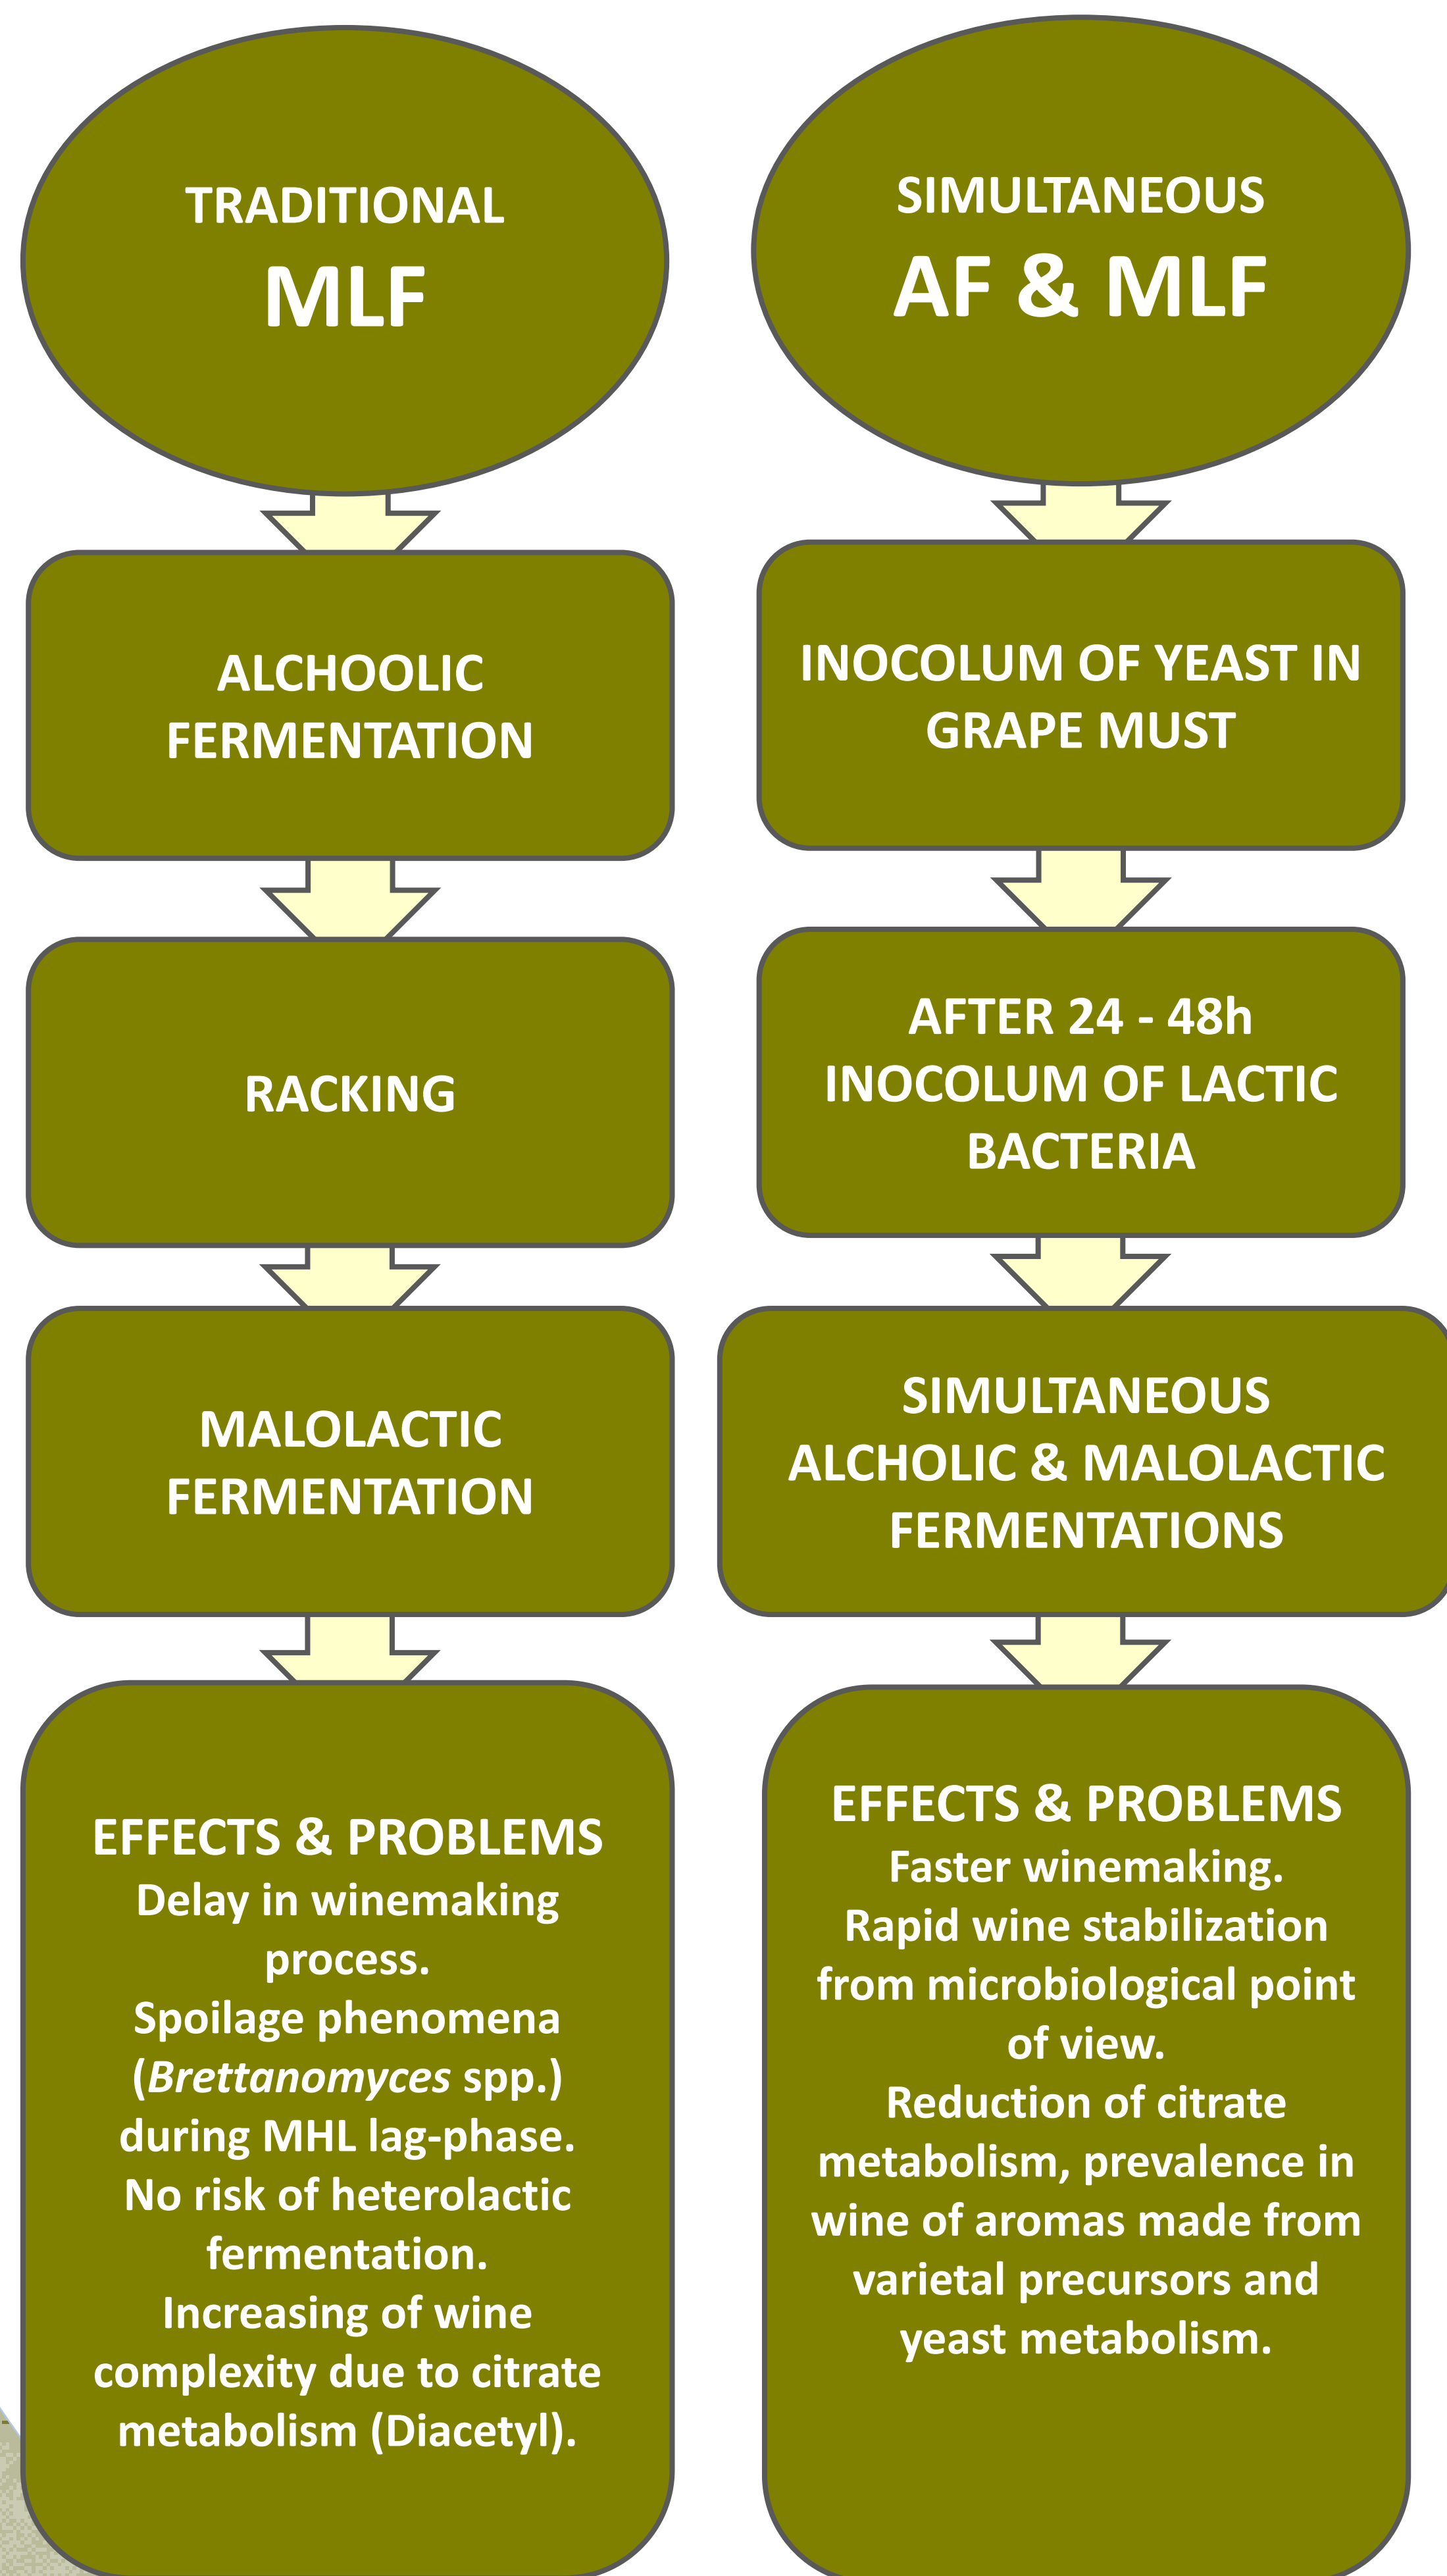 TRADITIONAL
MLF
ALCHOOLIC
FERMENTATION
RACKING
MALOLACTIC
FERMENTATION
EFFECTS & PROBLEMS
Delay in winemaking
process.
Spoilage phenomena
(Brettanomyces spp.)
during MHL lag-phase.
No risk of heterolactic
fermentation.
Increasing of wine
complexity due to citrate
metabolism (Diacetyl).
SIMULTANEOUS
AF & MLF
INOCOLUM OF YEAST IN
GRAPE MUST
AFTER 24 - 48h
INOCOLUM OF LACTIC
BACTERIA
SIMULTANEOUS
ALCHOLIC & MALOLACTIC
FERMENTATIONS
EFFECTS & PROBLEMS
Faster winemaking.
Rapid wine stabilization
from microbiological point
of view.
Reduction of citrate
metabolism, prevalence in
wine of aromas made from
varietal precursors and
yeast metabolism.